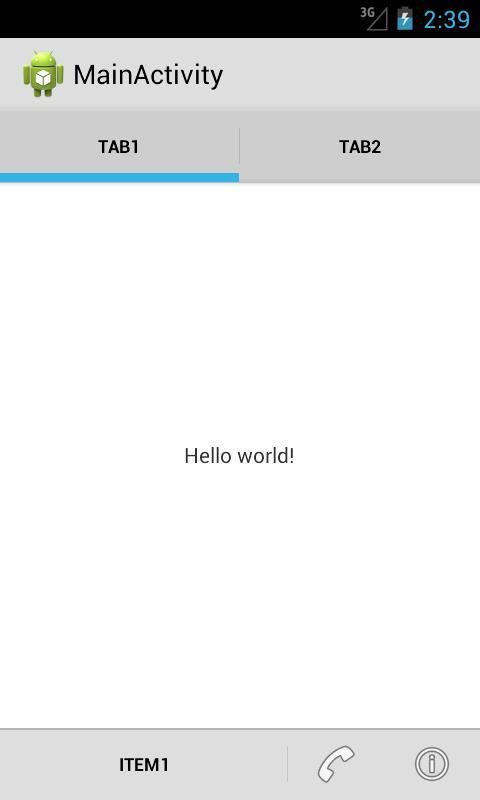 3G
2:39
MainActivity
TAB1
TAB2
Hello world!
ITEM1